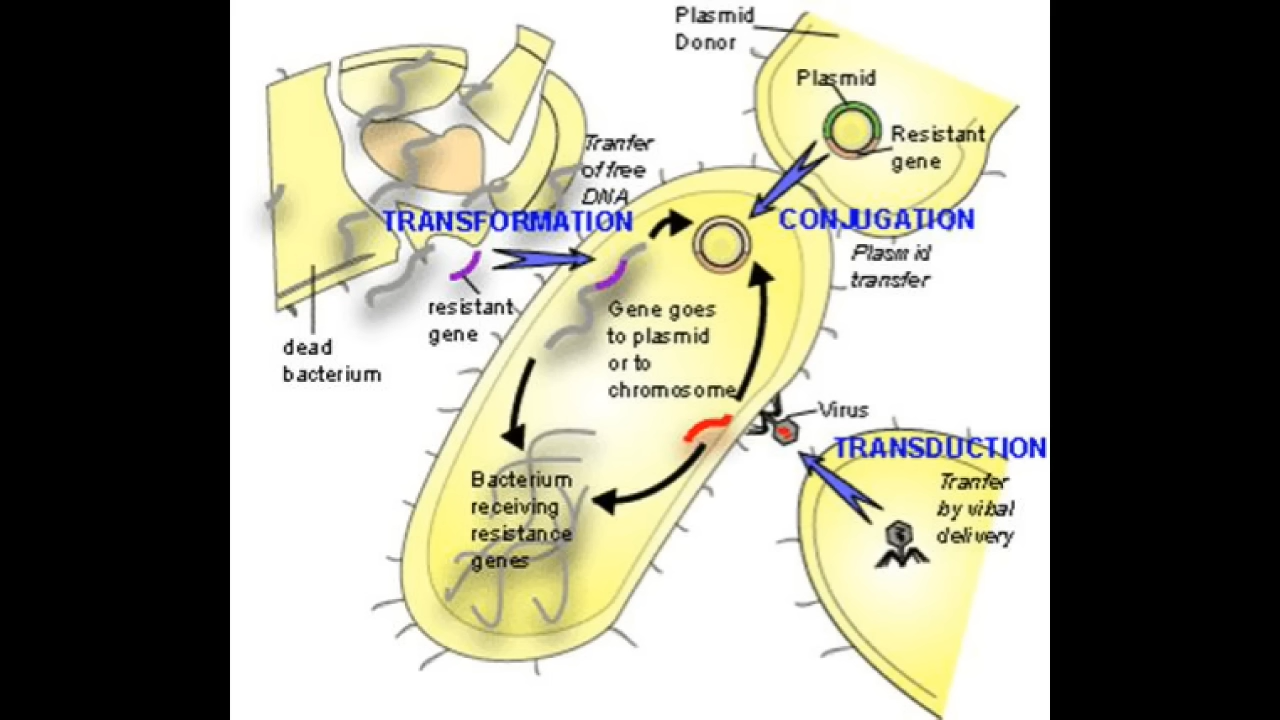 Plasmid
Donor
Plasmid
Resistant
gene
Tranfer
of free
DNA
TRANSFORMATION
CONJUGATION
Plasmid
transfer
resistant
gene
Gene goes
to plasmid
or to
chromosome
dead
bacterium
Virus
TRANSDUCTION
Tranfer
by viral
delivery
Bacterium
receiving
resistance
genes